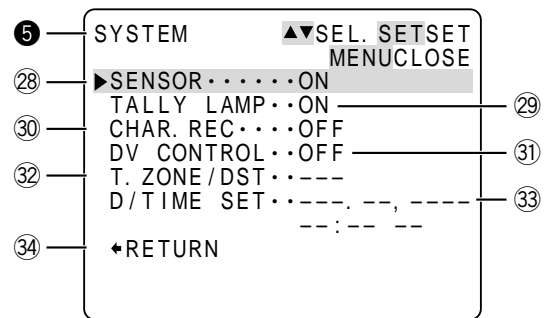 ❺ SYSTEM ▲▼SEL. SETSET
MENUCLOSE
㉘ ▶SENSOR······ON
TALLY LAMP··ON ㉙
㉚ CHAR. REC····OFF
DV CONTROL··OFF ㉛
㉜ T. ZONE/DST··---
D/TIME SET··---. --, ---- ㉝
--:-- --
㉞ 🠸RETURN